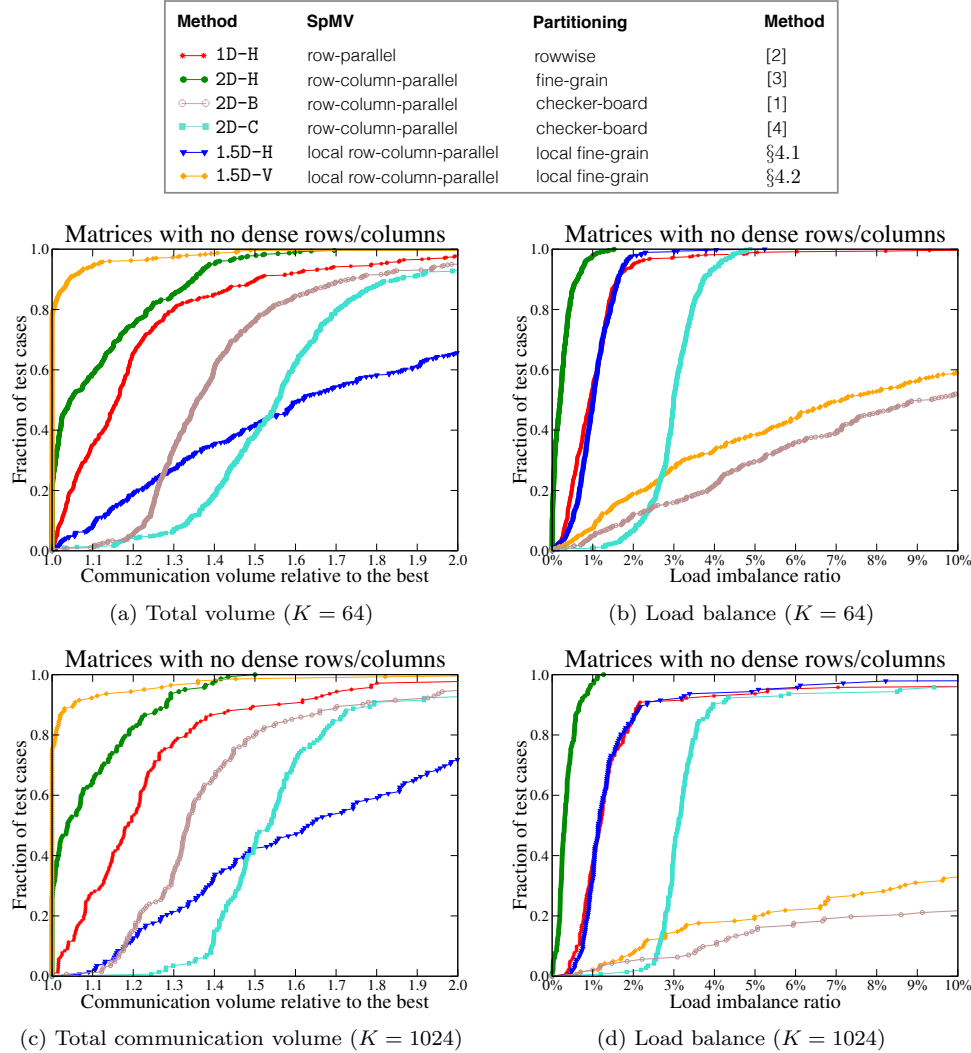 Method SpMV Partitioning Method
1D-H row-parallel rowwise [2]
2D-H row-column-parallel fine-grain [3]
2D-B row-column-parallel checker-board [1]
2D-C row-column-parallel checker-board [4]
1.5D-H local row-column-parallel local fine-grain §4.1
1.5D-V local row-column-parallel local fine-grain §4.2
Matrices with no dense rows/columns
1.0
0.8
0.6
0.4
0.2
0.0
Fraction of test cases
1.0 1.1 1.2 1.3 1.4 1.5 1.6 1.7 1.8 1.9 2.0
Communication volume relative to the best
(a) Total volume (K = 64)
Matrices with no dense rows/columns
1.0
0.8
0.6
0.4
0.2
0.0
Fraction of test cases
0% 1% 2% 3% 4% 5% 6% 7% 8% 9% 10%
Load imbalance ratio
(b) Load balance (K = 64)
Matrices with no dense rows/columns
1.0
0.8
0.6
0.4
0.2
0.0
Fraction of test cases
1.0 1.1 1.2 1.3 1.4 1.5 1.6 1.7 1.8 1.9 2.0
Communication volume relative to the best
(c) Total communication volume (K = 1024)
Matrices with no dense rows/columns
1.0
0.8
0.6
0.4
0.2
0.0
Fraction of test cases
0% 1% 2% 3% 4% 5% 6% 7% 8% 9% 10%
Load imbalance ratio
(d) Load balance (K = 1024)